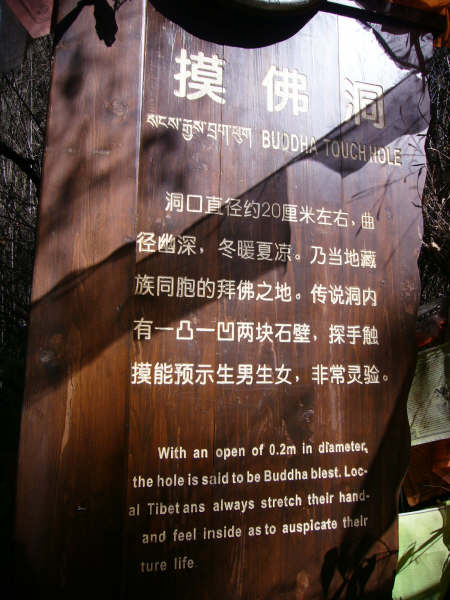 摸佛洞
སངས་རྒྱས་བྲག་ཕུག BUDDHA TOUCH HOLE
洞口直径约20厘米左右，曲
径幽深，冬暖夏凉。乃当地藏
族同胞的拜佛之地。传说洞内
有一凸一凹两块石壁，探手触
摸能预示生男生女，非常灵验。
With an open of 0.2m in diameter,
the hole is said to be Buddha blest. Loc-
al Tibetans always stretch their hand-
and feel inside as to auspicate their
ture life.